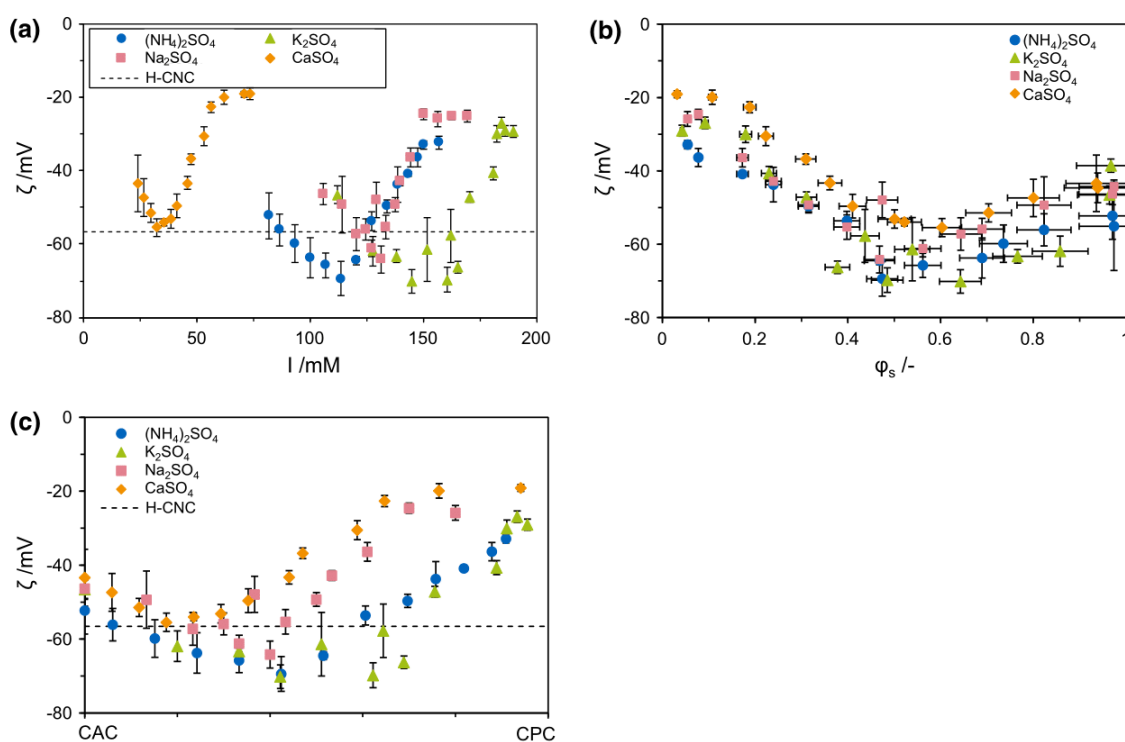 (a)
0
-20
-40
-60
-80
ζ /mV
(NH₄)₂SO₄
K₂SO₄
Na₂SO₄
CaSO₄
H-CNC
0
50
100
150
200
I /mM
(b)
0
-20
-40
-60
-80
ζ /mV
(NH₄)₂SO₄
K₂SO₄
Na₂SO₄
CaSO₄
0
0.2
0.4
0.6
0.8
1
φₛ /-
(c)
0
-20
-40
-60
-80
ζ /mV
(NH₄)₂SO₄
K₂SO₄
Na₂SO₄
CaSO₄
H-CNC
CAC
CPC